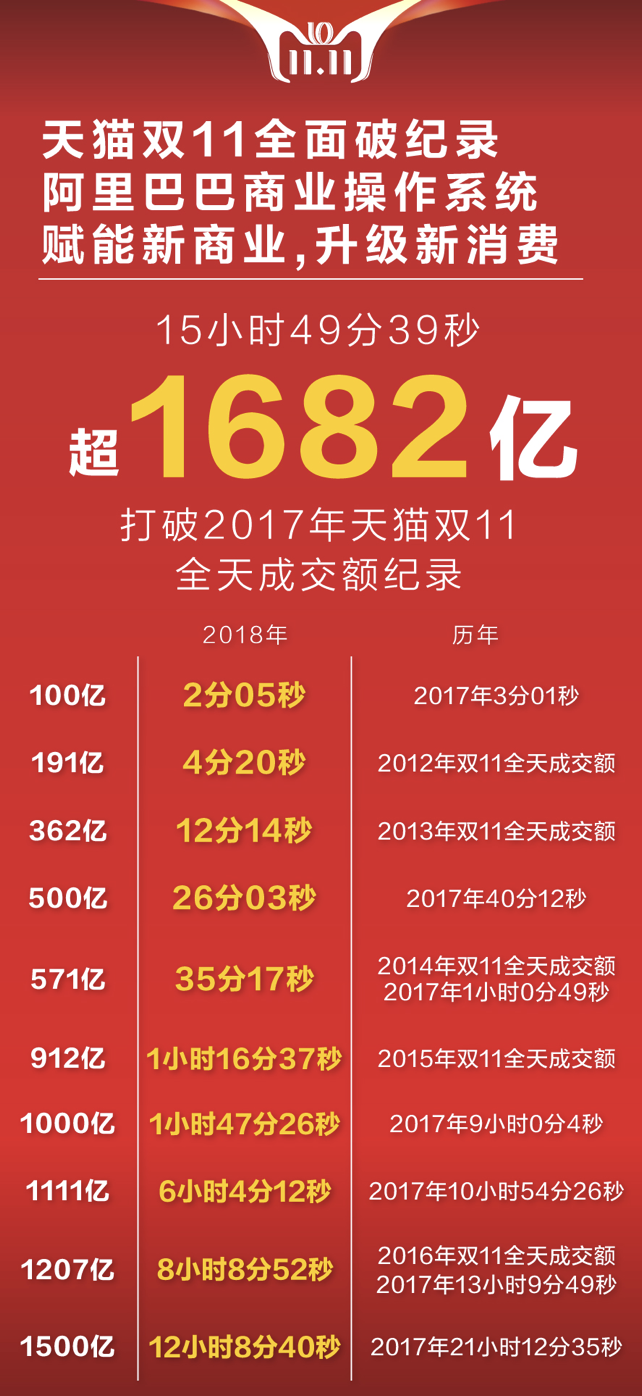 10
11.11
天猫双11全面破纪录
阿里巴巴商业操作系统
赋能新商业,升级新消费
15小时49分39秒
超1682亿
打破2017年天猫双11
全天成交额纪录
2018年 历年
100亿 2分05秒 2017年3分01秒
191亿 4分20秒 2012年双11全天成交额
362亿 12分14秒 2013年双11全天成交额
500亿 26分03秒 2017年40分12秒
571亿 35分17秒 2014年双11全天成交额
2017年1小时0分49秒
912亿 1小时16分37秒 2015年双11全天成交额
1000亿 1小时47分26秒 2017年9小时0分4秒
1111亿 6小时4分12秒 2017年10小时54分26秒
1207亿 8小时8分52秒 2016年双11全天成交额
2017年13小时9分49秒
1500亿 12小时8分40秒 2017年21小时12分35秒